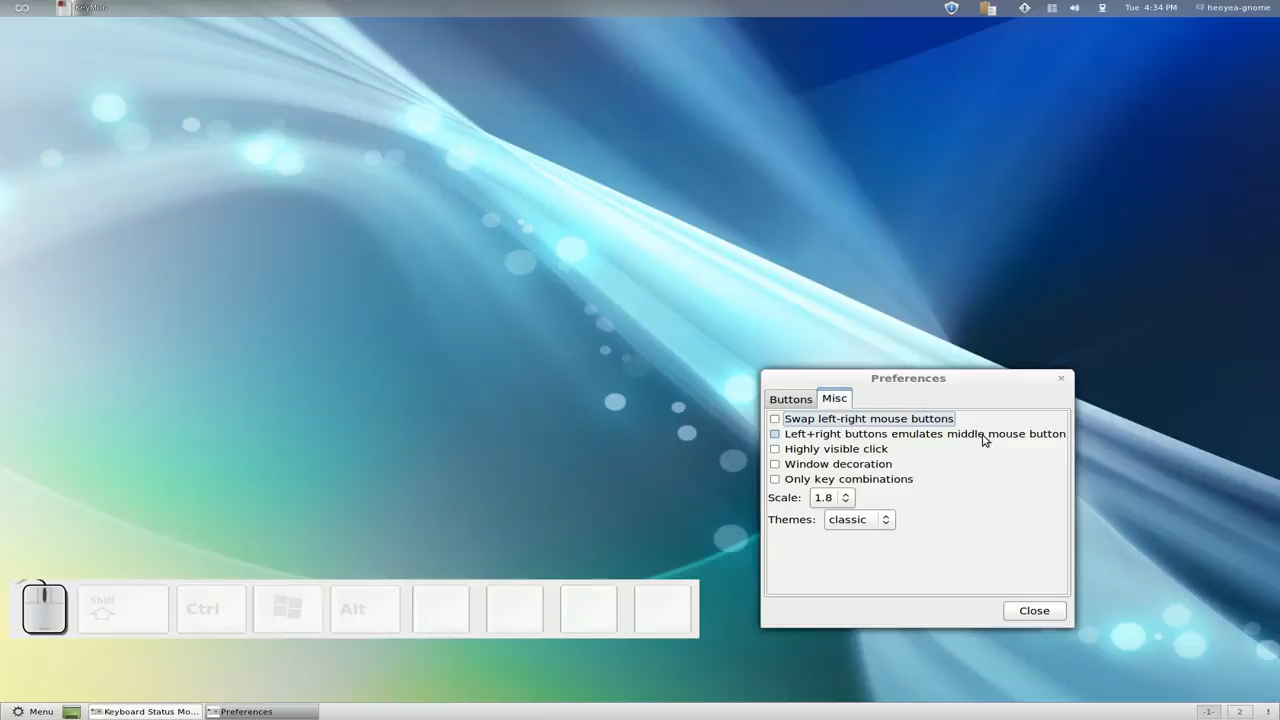 KeyMon
Tue 4:34 PM
heoyea-gnome
Preferences
Buttons
Misc
Swap left-right mouse buttons
Left+right buttons emulates middle mouse button
Highly visible click
Window decoration
Only key combinations
Scale: 1.8
Themes: classic
Close
Shift
Ctrl
Alt
Menu
Keyboard Status Mo...
Preferences
-1-
2